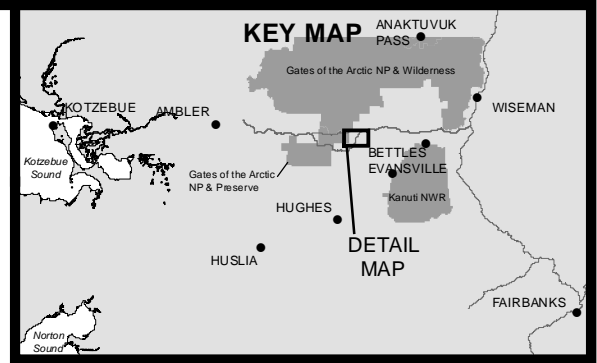 KEY MAP
ANAKTUVUK
PASS
Gates of the Arctic NP & Wilderness
WISEMAN
KOTZEBUE
AMBLER
Kotzebue
Sound
BETTLES
EVANSVILLE
Gates of the Arctic
NP & Preserve
Kanuti NWR
HUGHES
DETAIL
MAP
HUSLIA
FAIRBANKS
Norton
Sound